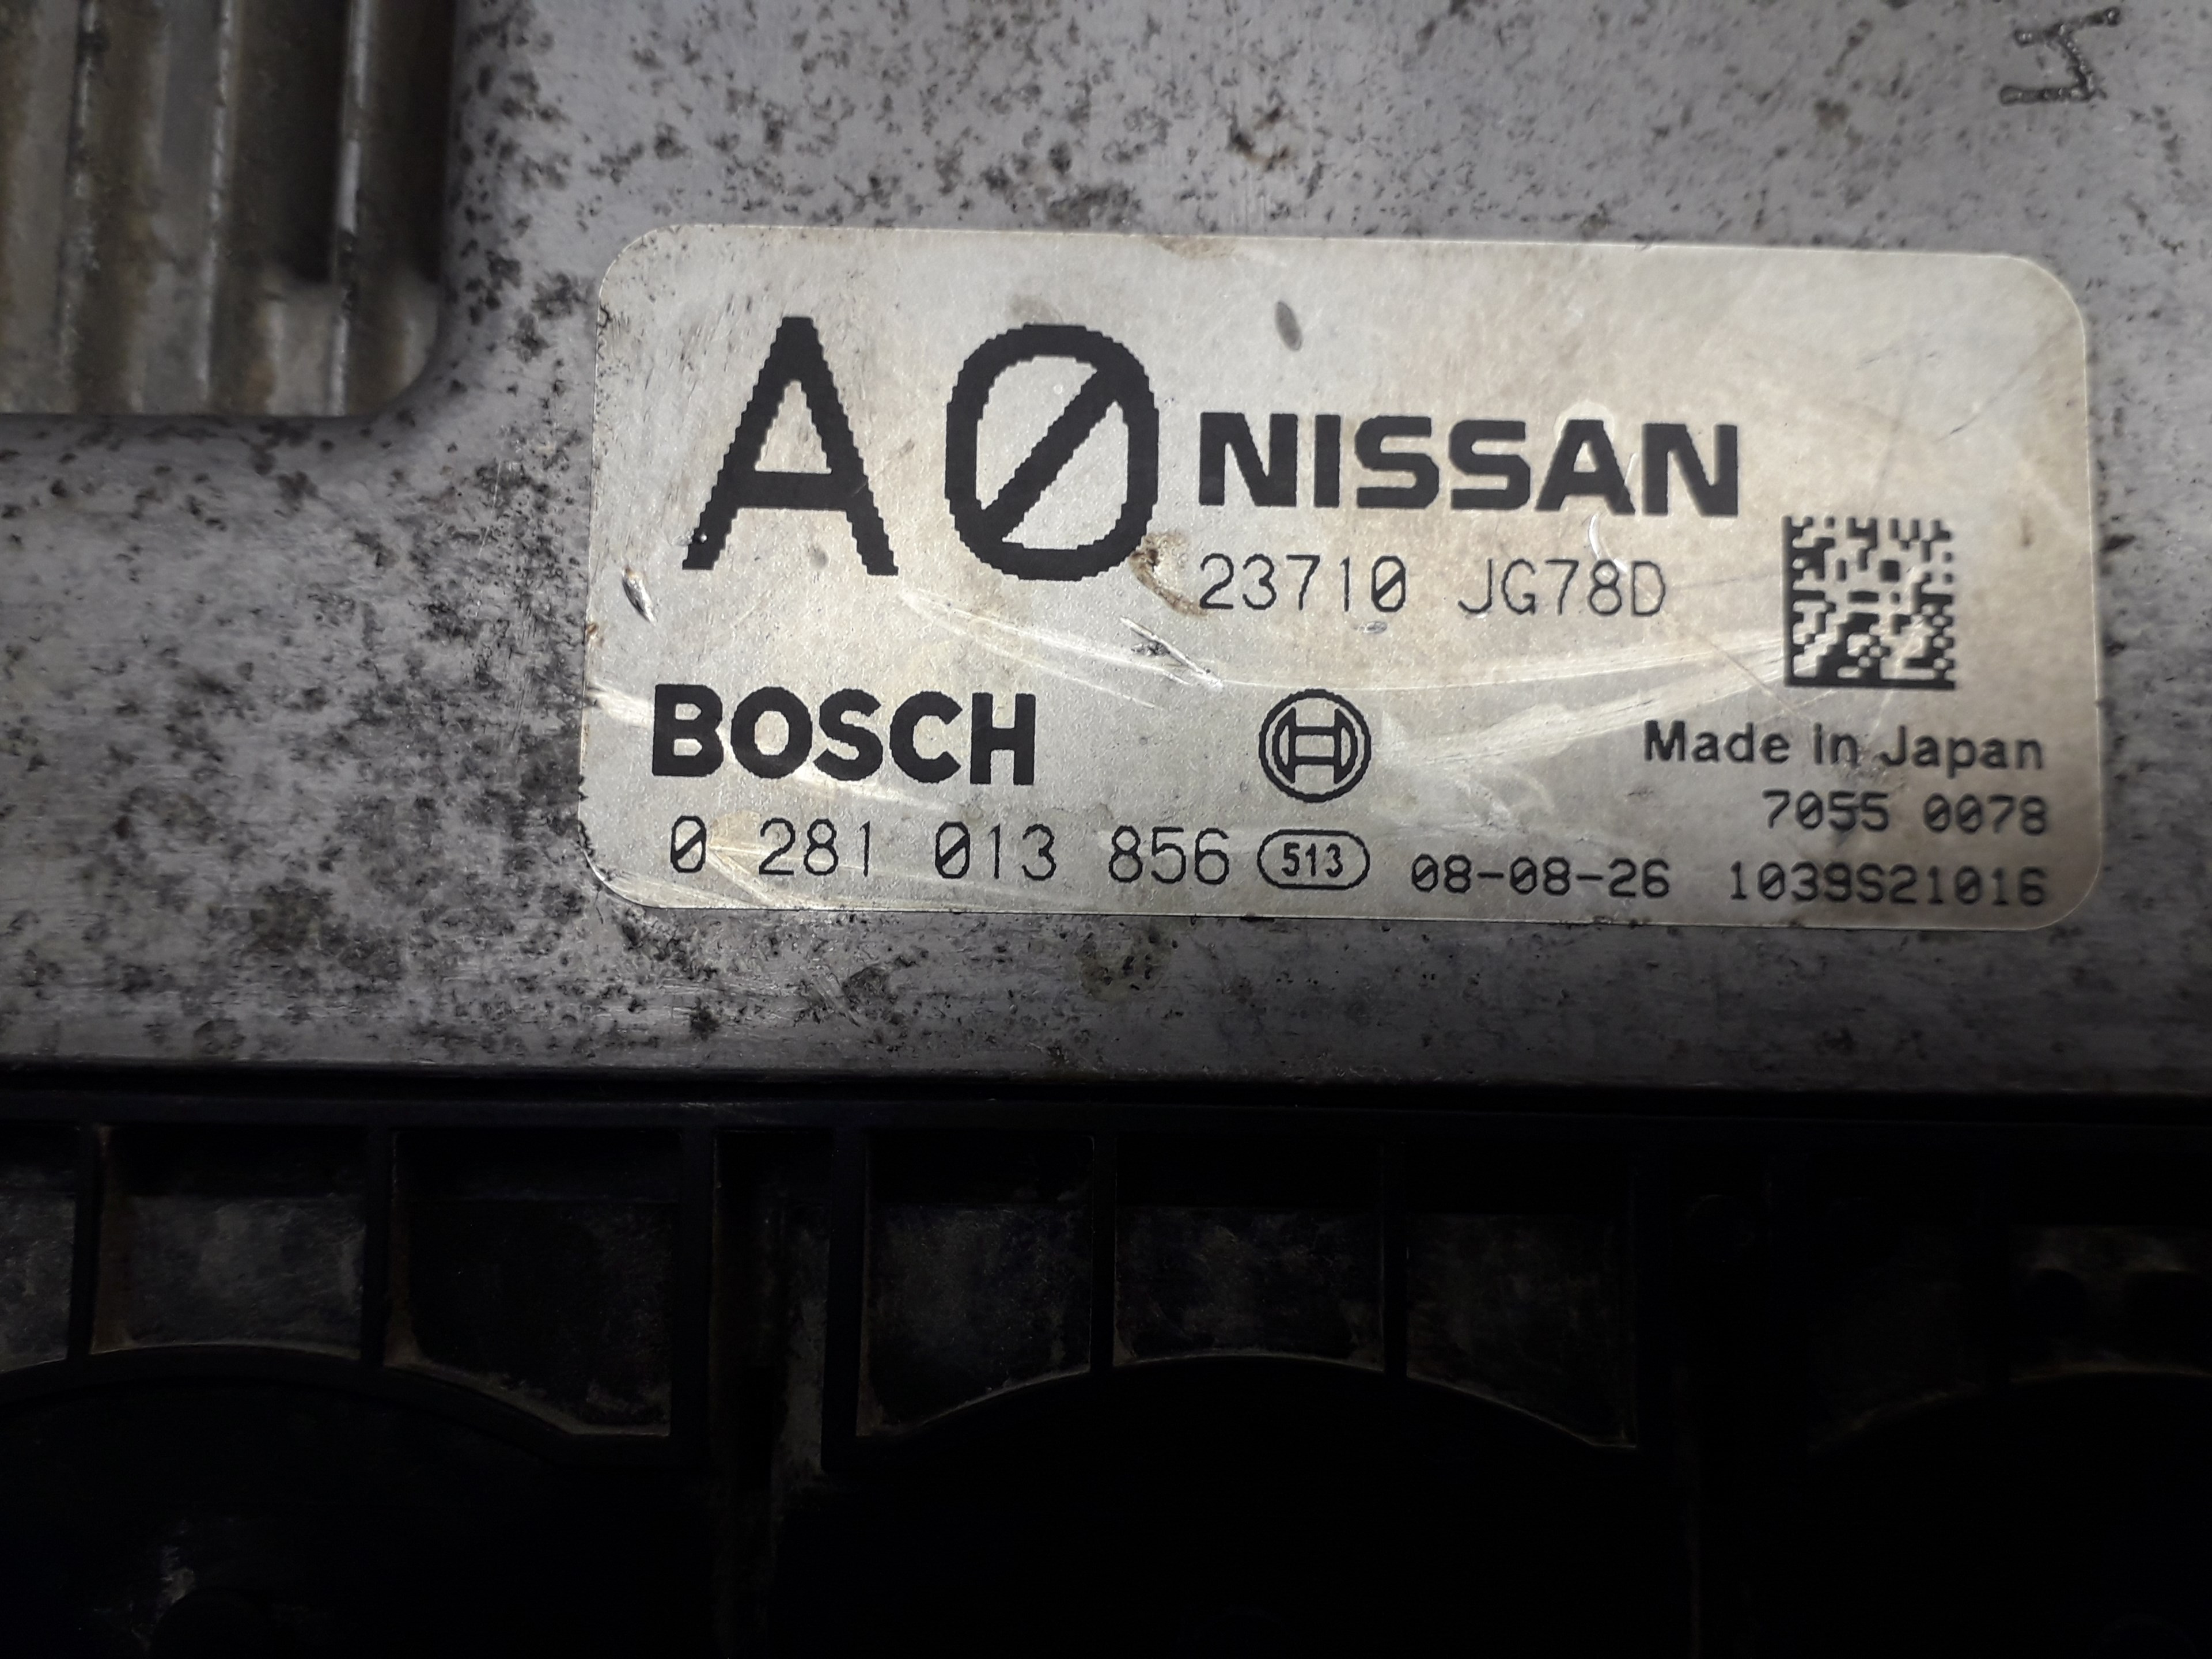 A0 NISSAN
23710 JG78D
BOSCH
Made in Japan
7055 0078
0 281 013 856 513 08-08-26 1039S21016